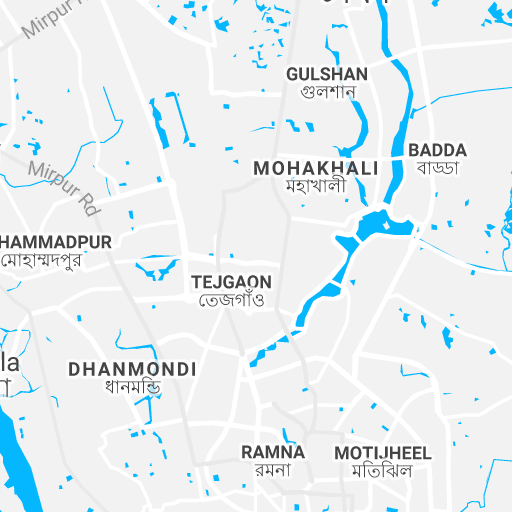 Mirpur Rd
GULSHAN
গুলশান
BADDA
বাড্ডা
MOHAKHALI
মহাখালী
Mirpur Rd
HAMMADPUR
মোহাম্মদপুর
TEJGAON
তেজগাঁও
la
DHANMONDI
ধানমন্ডি
RAMNA
রমনা
MOTIJHEEL
মতিঝিল